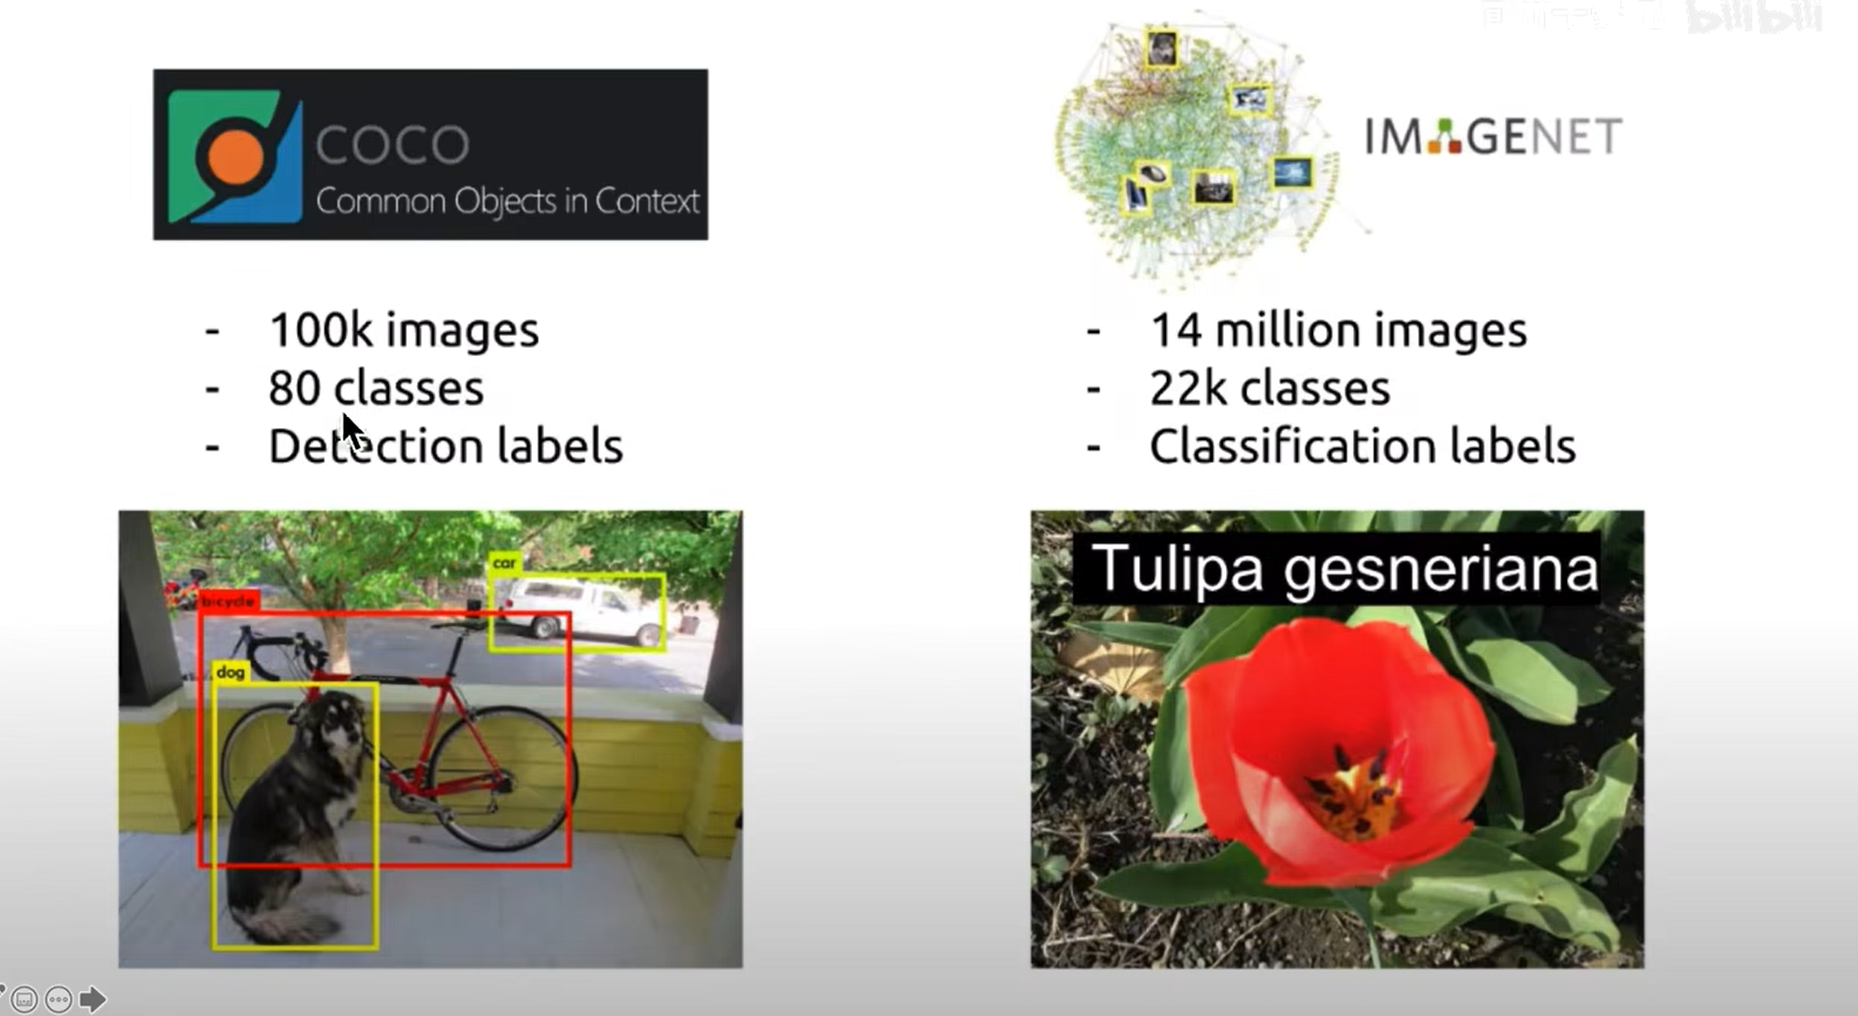 bilibili
COCO
Common Objects in Context
IMAGENET
- 100k images
- 80 classes
- Detection labels
- 14 million images
- 22k classes
- Classification labels
car
bicycle
dog
Tulipa gesneriana